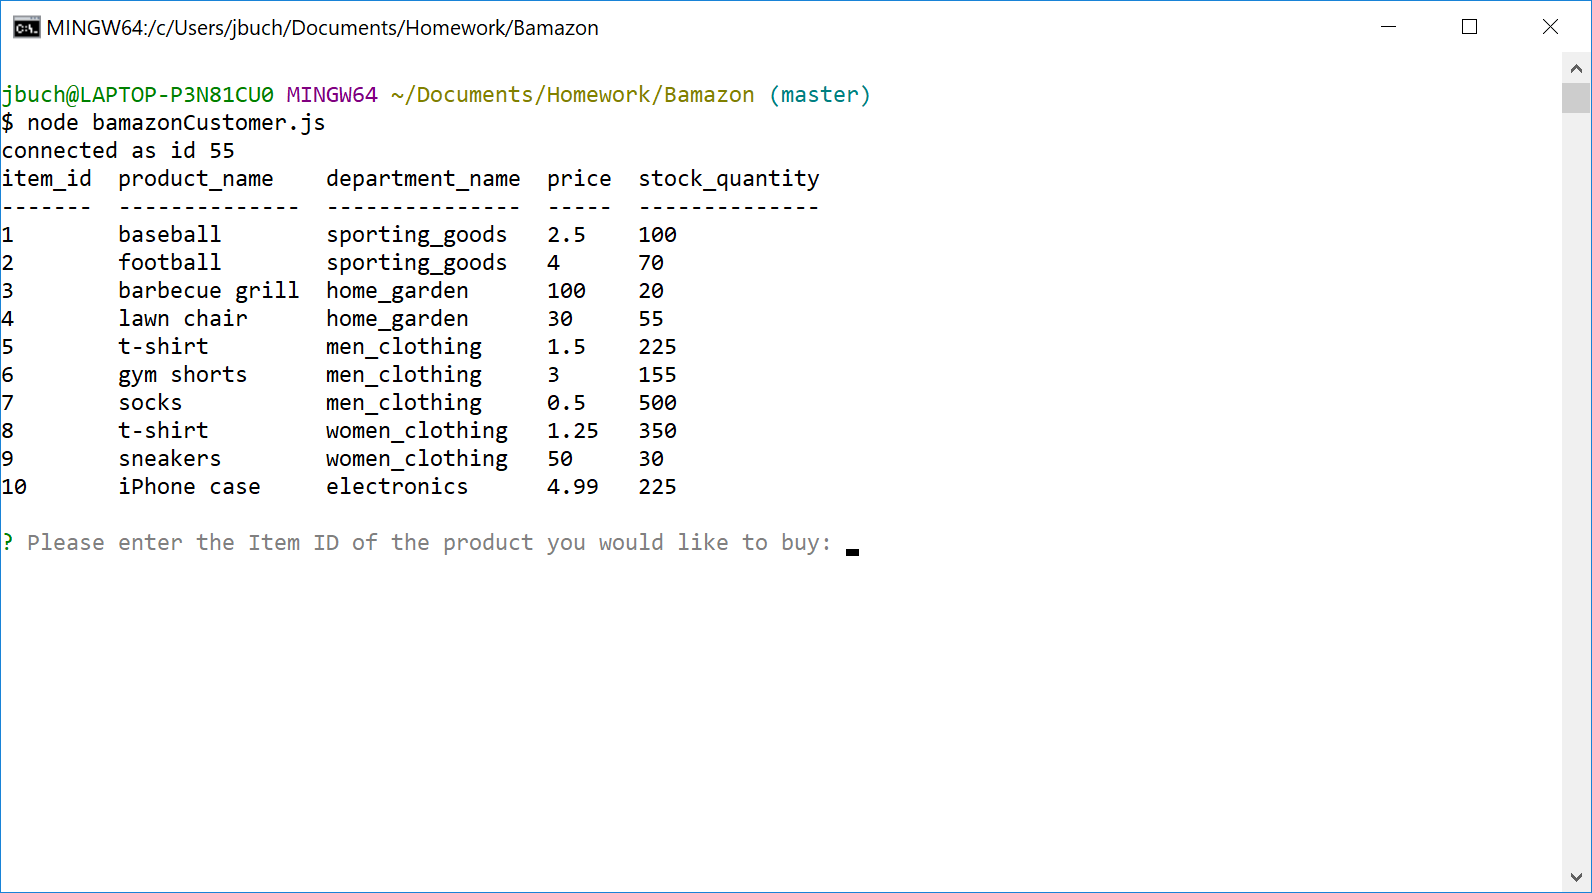 MINGW64:/c/Users/jbuch/Documents/Homework/Bamazon
jbuch@LAPTOP-P3N81CU0 MINGW64 ~/Documents/Homework/Bamazon (master)
$ node bamazonCustomer.js
connected as id 55
item_id  product_name    department_name  price  stock_quantity
-------  --------------  ---------------  -----  --------------
1        baseball        sporting_goods   2.5    100
2        football        sporting_goods   4      70
3        barbecue grill  home_garden      100    20
4        lawn chair      home_garden      30     55
5        t-shirt         men_clothing     1.5    225
6        gym shorts      men_clothing     3      155
7        socks           men_clothing     0.5    500
8        t-shirt         women_clothing   1.25   350
9        sneakers        women_clothing   50     30
10       iPhone case     electronics      4.99   225
? Please enter the Item ID of the product you would like to buy: